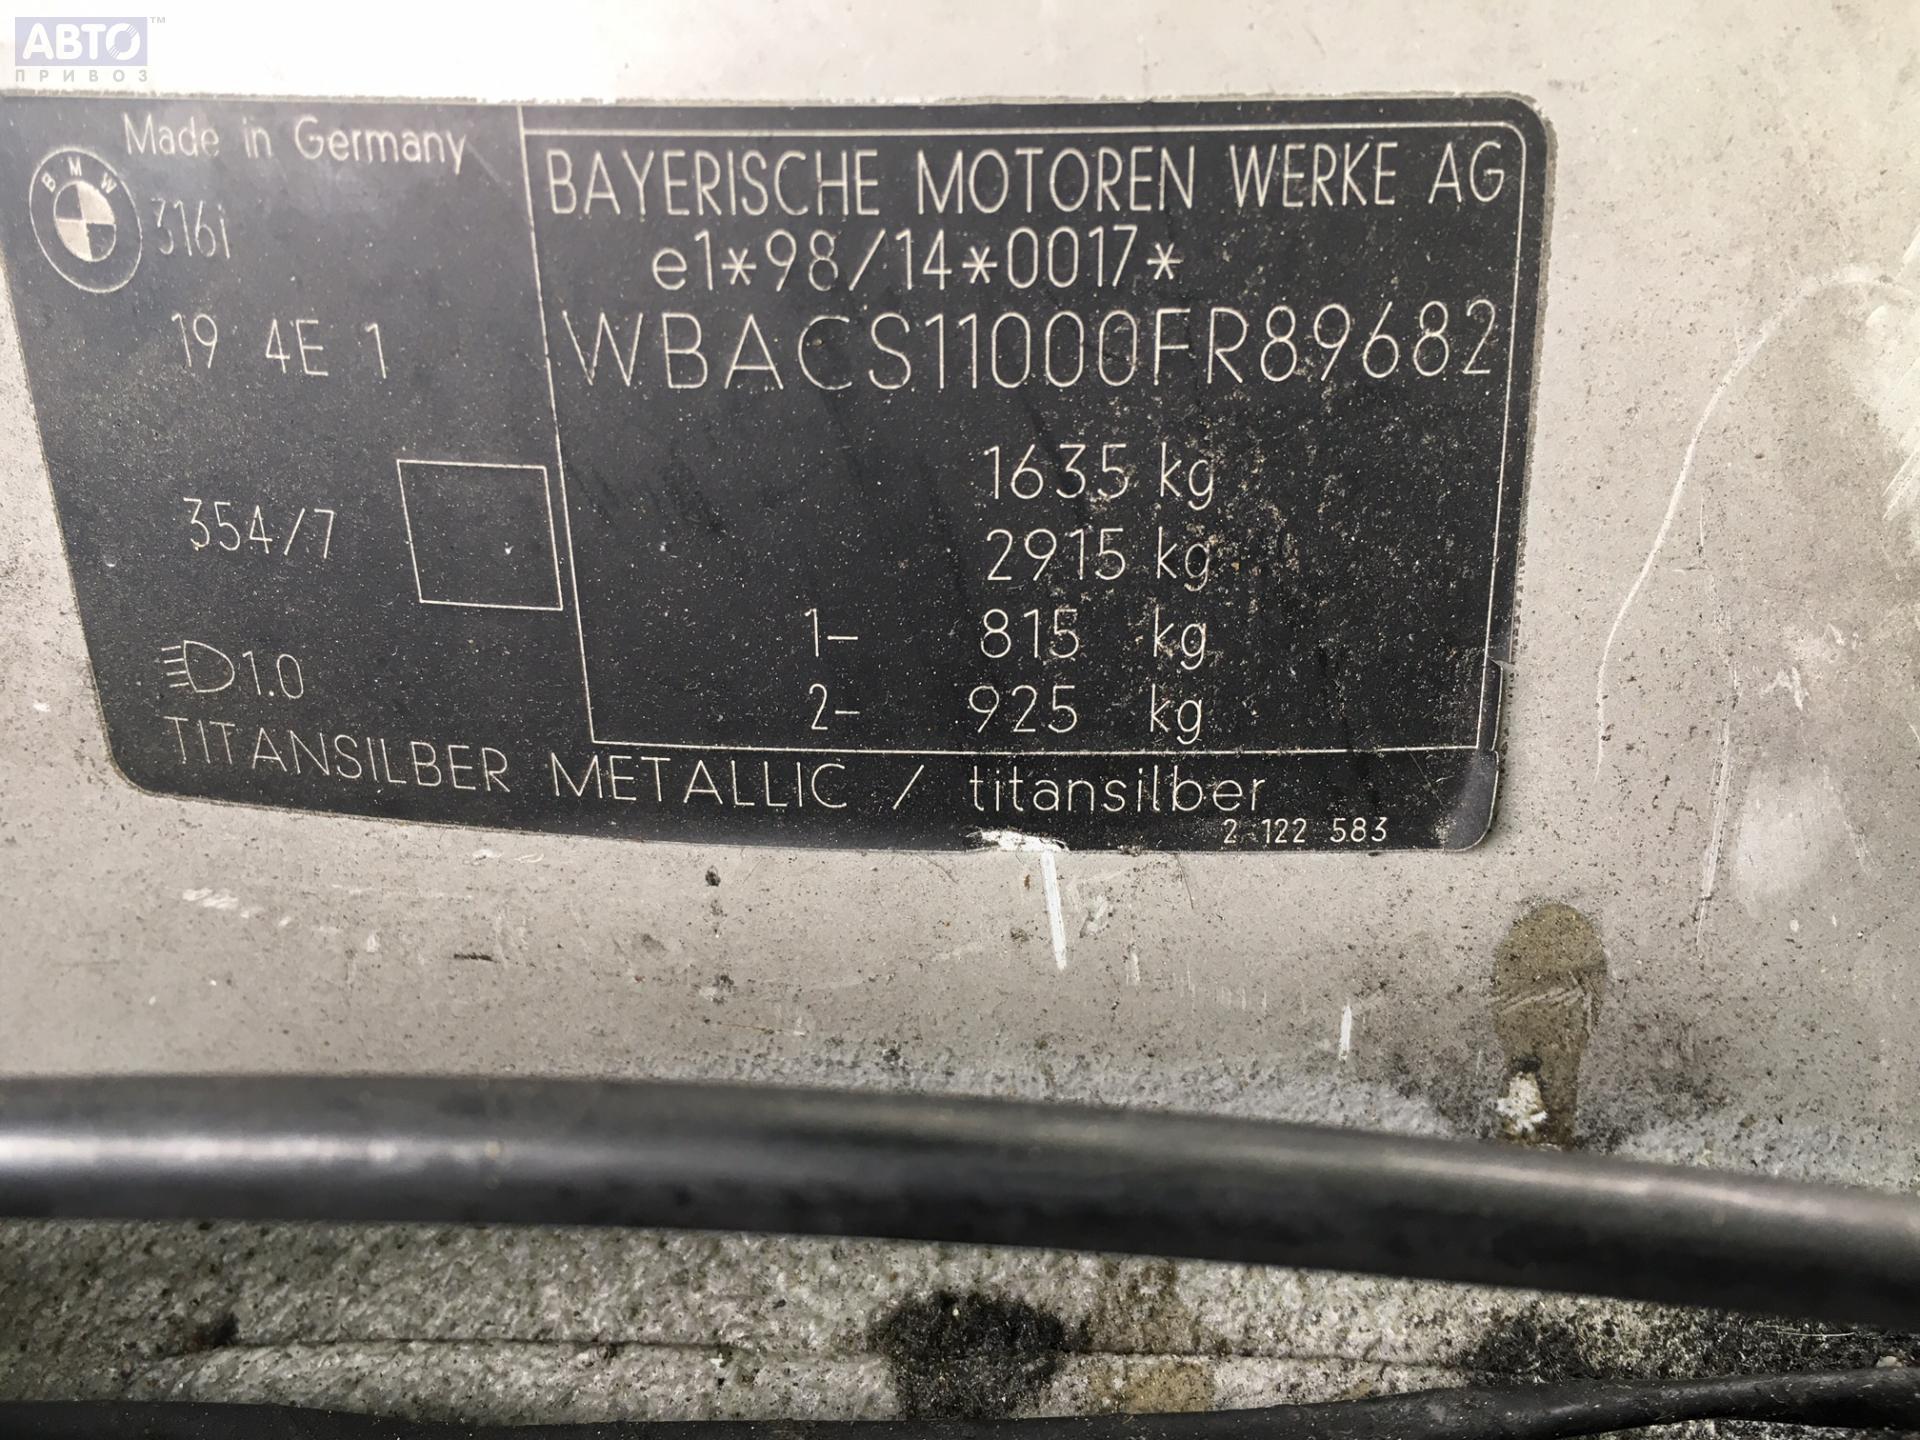 АВТО™
ПРИВОЗ
Made in Germany
BMW
316i
19 4E 1
354/7
1.0
BAYERISCHE MOTOREN WERKE AG
e1*98/14*0017*
WBACS11000FR89682
1635 kg
2915 kg
1- 815 kg
2- 925 kg
TITANSILBER METALLIC / titansilber
2 122 583